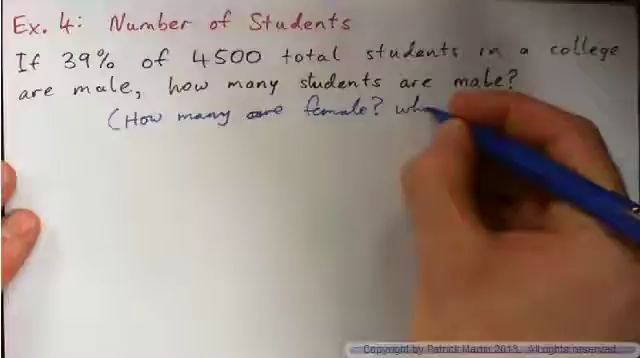 Ex. 4: Number of Students
If 39% of 4500 total students in a college
are male, how many students are male?
(How many are female? wh
Copyright by Patrick Martin 2013. All rights reserved.